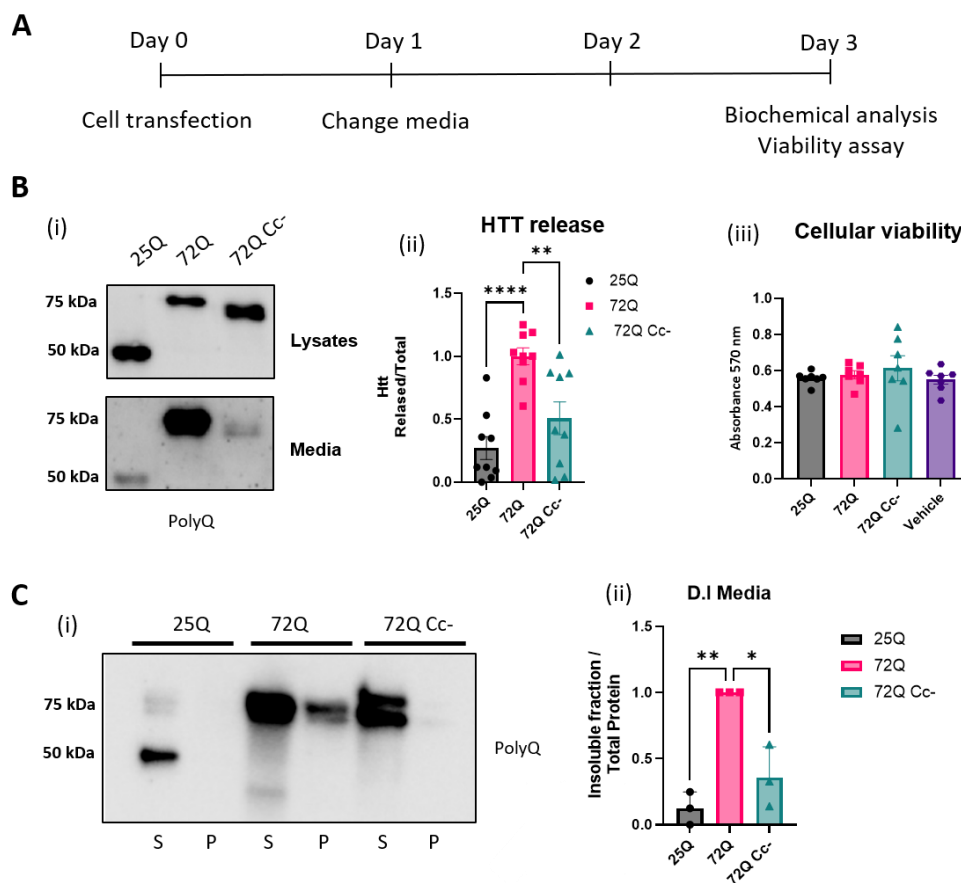 A
Day 0 Day 1 Day 2 Day 3
Cell transfection Change media Biochemical analysis
Viability assay
B
(i)
25Q 72Q 72Q Cc-
75 kDa
50 kDa
Lysates
75 kDa
50 kDa
Media
PolyQ
(ii) HTT release
** 
****
25Q
72Q
72Q Cc-
1.5
1.0
0.5
0.0
Htt
Relased/Total
25Q 72Q 72Q Cc-
(iii) Cellular viability
0.8
0.6
0.4
0.2
0.0
Absorbance 570 nm
25Q 72Q 72Q Cc- Vehicle
C
(i)
25Q 72Q 72Q Cc-
75 kDa
50 kDa
PolyQ
S P S P S P
(ii) D.I Media
** *
25Q
72Q
72Q Cc-
1.5
1.0
0.5
0.0
Insoluble fraction /
Total Protein
25Q 72Q 72Q Cc-